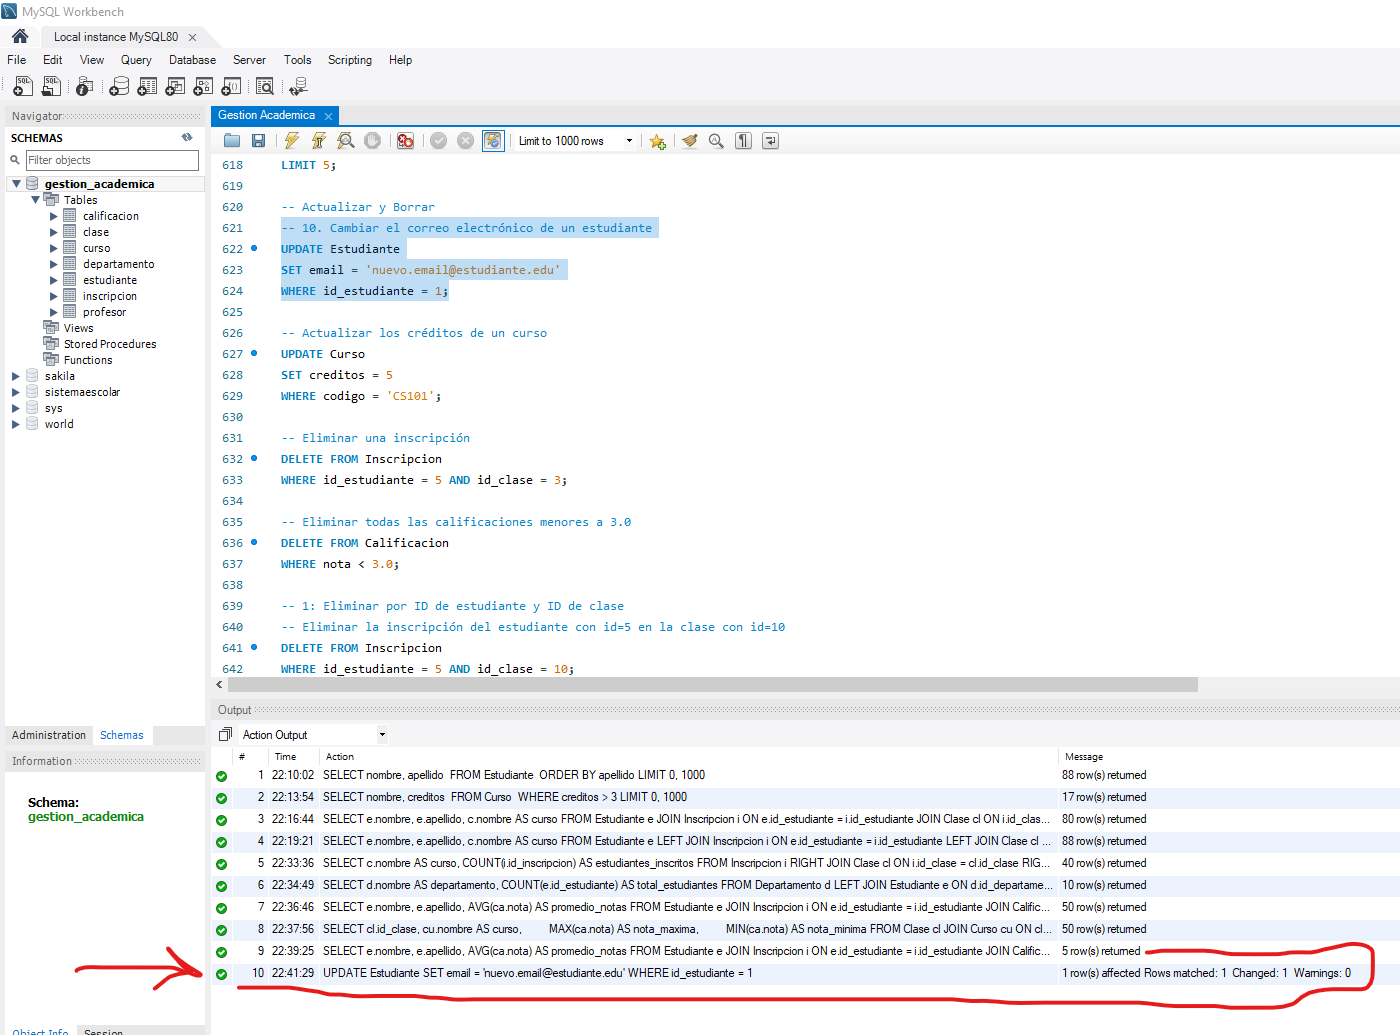 MySQL Workbench
Local instance MySQL80
File Edit View Query Database Server Tools Scripting Help
Navigator
SCHEMAS
Filter objects
gestion_academica
Tables
calificacion
clase
curso
departamento
estudiante
inscripcion
profesor
Views
Stored Procedures
Functions
sakila
sistemaescolar
sys
world
Administration Schemas
Information
Schema:
gestion_academica
Object Info Session
Gestion Academica
Limit to 1000 rows
618 LIMIT 5;
619
620 -- Actualizar y Borrar
621 -- 10. Cambiar el correo electrónico de un estudiante
622 UPDATE Estudiante
623 SET email = 'nuevo.email@estudiante.edu'
624 WHERE id_estudiante = 1;
625
626 -- Actualizar los créditos de un curso
627 UPDATE Curso
628 SET creditos = 5
629 WHERE codigo = 'CS101';
630
631 -- Eliminar una inscripción
632 DELETE FROM Inscripcion
633 WHERE id_estudiante = 5 AND id_clase = 3;
634
635 -- Eliminar todas las calificaciones menores a 3.0
636 DELETE FROM Calificacion
637 WHERE nota < 3.0;
638
639 -- 1: Eliminar por ID de estudiante y ID de clase
640 -- Eliminar la inscripción del estudiante con id=5 en la clase con id=10
641 DELETE FROM Inscripcion
642 WHERE id_estudiante = 5 AND id_clase = 10;
Output
Action Output
# Time Action Message
1 22:10:02 SELECT nombre, apellido FROM Estudiante ORDER BY apellido LIMIT 0, 1000 88 row(s) returned
2 22:13:54 SELECT nombre, creditos FROM Curso WHERE creditos > 3 LIMIT 0, 1000 17 row(s) returned
3 22:16:44 SELECT e.nombre, e.apellido, c.nombre AS curso FROM Estudiante e JOIN Inscripcion i ON e.id_estudiante = i.id_estudiante JOIN Clase cl ON i.id_clas... 80 row(s) returned
4 22:19:21 SELECT e.nombre, e.apellido, c.nombre AS curso FROM Estudiante e LEFT JOIN Inscripcion i ON e.id_estudiante = i.id_estudiante LEFT JOIN Clase cl ... 88 row(s) returned
5 22:33:36 SELECT c.nombre AS curso, COUNT(i.id_inscripcion) AS estudiantes_inscritos FROM Inscripcion i RIGHT JOIN Clase cl ON i.id_clase = cl.id_clase RIG... 40 row(s) returned
6 22:34:49 SELECT d.nombre AS departamento, COUNT(e.id_estudiante) AS total_estudiantes FROM Departamento d LEFT JOIN Estudiante e ON d.id_departame... 10 row(s) returned
7 22:36:46 SELECT e.nombre, e.apellido, AVG(ca.nota) AS promedio_notas FROM Estudiante e JOIN Inscripcion i ON e.id_estudiante = i.id_estudiante JOIN Calific... 50 row(s) returned
8 22:37:56 SELECT cl.id_clase, cu.nombre AS curso, MAX(ca.nota) AS nota_maxima, MIN(ca.nota) AS nota_minima FROM Clase cl JOIN Curso cu ON cl... 50 row(s) returned
9 22:39:25 SELECT e.nombre, e.apellido, AVG(ca.nota) AS promedio_notas FROM Estudiante e JOIN Inscripcion i ON e.id_estudiante = i.id_estudiante JOIN Calific... 5 row(s) returned
10 22:41:29 UPDATE Estudiante SET email = 'nuevo.email@estudiante.edu' WHERE id_estudiante = 1 1 row(s) affected Rows matched: 1 Changed: 1 Warnings: 0